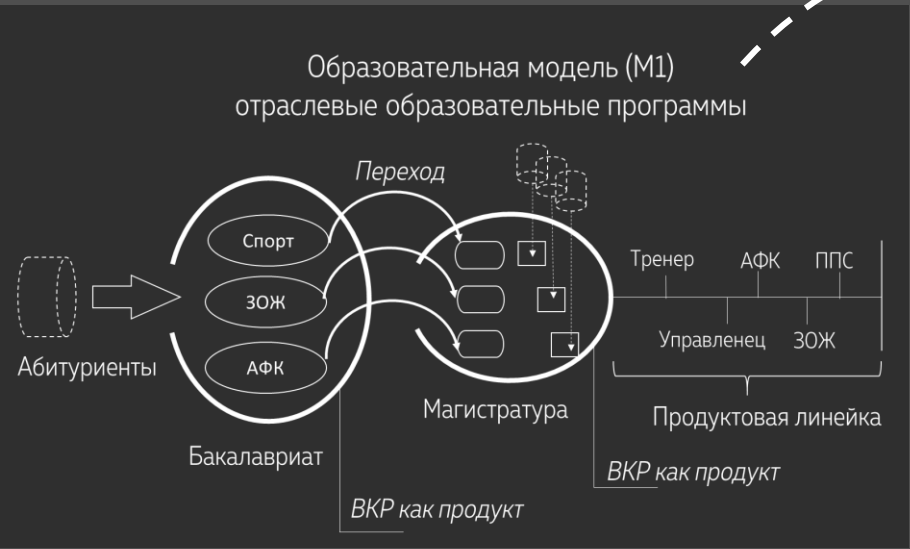 Образовательная модель (М1)
отраслевые образовательные программы
Переход
Спорт
ЗОЖ
АФК
Абитуриенты
Бакалавриат
ВКР как продукт
Магистратура
Тренер
АФК
ППС
Управленец
ЗОЖ
Продуктовая линейка
ВКР как продукт